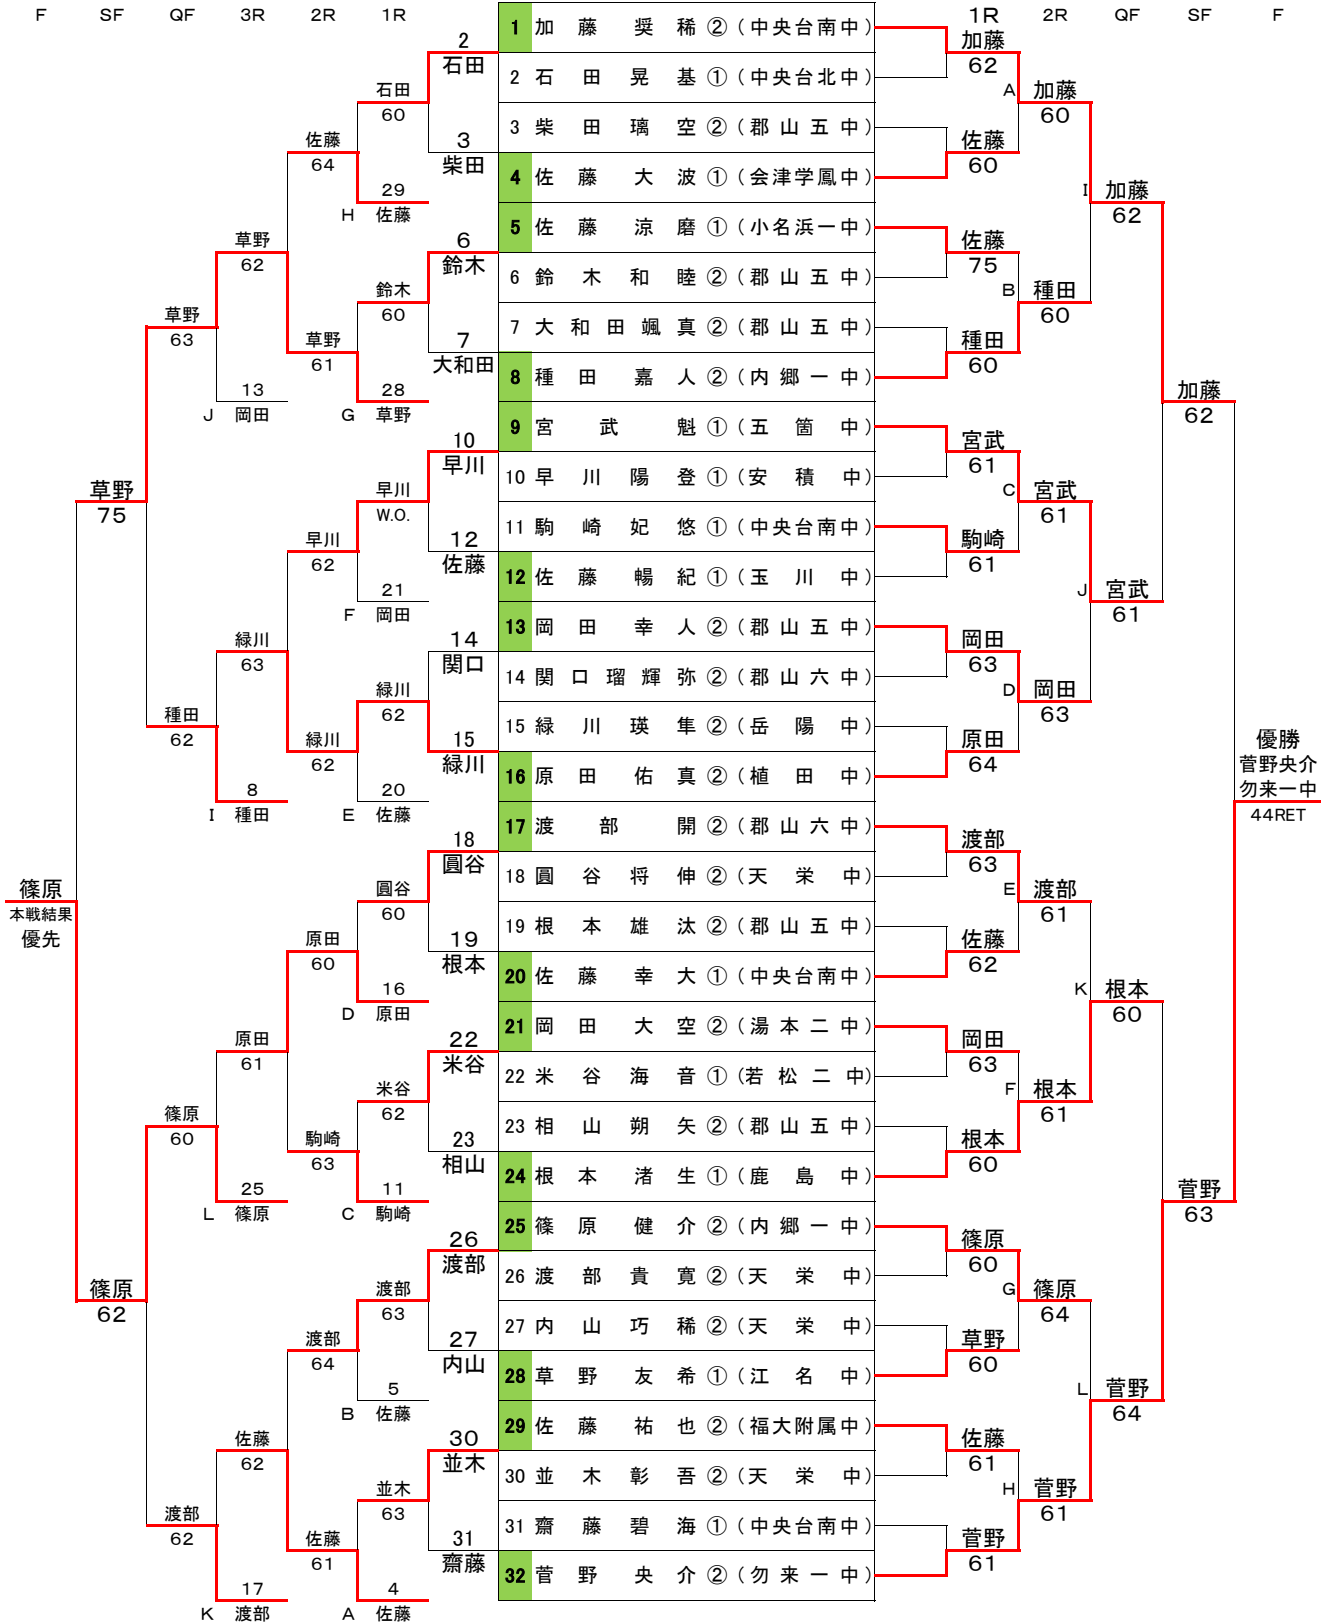 F SF QF 3R 2R 1R 1R 2R QF SF F
1 加藤奨稀 ② (中央台南中)
2 石田晃基 ① (中央台北中)
3 柴田璃空 ② (郡山五中)
4 佐藤大波 ① (会津学鳳中)
5 佐藤涼磨 ① (小名浜一中)
6 鈴木和睦 ② (郡山五中)
7 大和田颯真 ② (郡山五中)
8 種田嘉人 ② (内郷一中)
9 宮武魁 ① (五箇中)
10 早川陽登 ① (安積中)
11 駒崎妃悠 ① (中央台南中)
12 佐藤暢紀 ① (玉川中)
13 岡田幸人 ② (郡山五中)
14 関口瑠輝弥 ② (郡山六中)
15 緑川瑛隼 ② (岳陽中)
16 原田佑真 ② (植田中)
17 渡部開 ② (郡山六中)
18 圓谷将伸 ② (天栄中)
19 根本雄汰 ② (郡山五中)
20 佐藤幸大 ① (中央台南中)
21 岡田大空 ② (湯本二中)
22 米谷海音 ① (若松二中)
23 相山朔矢 ② (郡山五中)
24 根本渚生 ① (鹿島中)
25 篠原健介 ② (内郷一中)
26 渡部貴寛 ② (天栄中)
27 内山巧稀 ② (天栄中)
28 草野友希 ① (江名中)
29 佐藤祐也 ② (福大附属中)
30 並木彰吾 ② (天栄中)
31 齋藤碧海 ① (中央台南中)
32 菅野央介 ② (勿来一中)
加藤
62
佐藤
60
佐藤
75
種田
60
宮武
61
駒崎
61
岡田
63
原田
64
渡部
63
佐藤
62
岡田
63
根本
60
篠原
60
草野
60
佐藤
61
菅野
61
A 加藤
60
B 種田
60
C 宮武
61
D 岡田
63
E 渡部
61
F 根本
61
G 篠原
64
H 菅野
61
I 加藤
62
J 宮武
61
K 根本
60
L 菅野
64
加藤
62
菅野
63
優勝
菅野央介
勿来一中
44RET
2
石田
3
柴田
6
鈴木
7
大和田
10
早川
12
佐藤
14
関口
15
緑川
18
圓谷
19
根本
22
米谷
23
相山
26
渡部
27
内山
30
並木
31
齋藤
石田
60
29
H 佐藤
鈴木
60
28
G 草野
早川
W.O.
21
F 岡田
緑川
62
20
E 佐藤
圓谷
60
16
D 原田
米谷
62
11
C 駒崎
渡部
63
5
B 佐藤
並木
63
4
A 佐藤
佐藤
64
草野
61
早川
62
緑川
62
原田
60
駒崎
63
渡部
64
佐藤
61
草野
62
13
J 岡田
緑川
63
8
I 種田
原田
61
25
L 篠原
佐藤
62
17
K 渡部
草野
63
種田
62
篠原
60
渡部
62
草野
75
篠原
62
篠原
本戦結果
優先